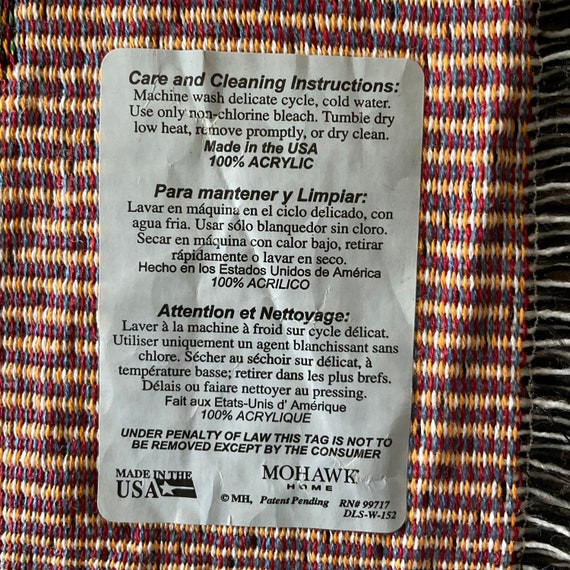 Care and Cleaning Instructions:
Machine wash delicate cycle, cold water.
Use only non-chlorine bleach. Tumble dry
low heat, remove promptly, or dry clean.
Made in the USA
100% ACRYLIC
Para mantener y Limpiar:
Lavar en máquina en el ciclo delicado, con
agua fria. Usar sólo blanquedor sin cloro.
Secar en máquina con calor bajo, retirar
rápidamente o lavar en seco.
Hecho en los Estados Unidos de América
100% ACRILICO
Attention et Nettoyage:
Laver à la machine à froid sur cycle délicat.
Utiliser uniquement un agent blanchissant sans
chlore. Sécher au séchoir sur délicat, à
température basse; retirer dans les plus brefs.
Délais ou faiare nettoyer au pressing.
Fait aux Etats-Unis d' Amérique
100% ACRYLIQUE
UNDER PENALTY OF LAW THIS TAG IS NOT TO
BE REMOVED EXCEPT BY THE CONSUMER
MADE IN THE
USA
MOHAWK
HOME
© MH, Patent Pending RN# 99717
DLS-W-152